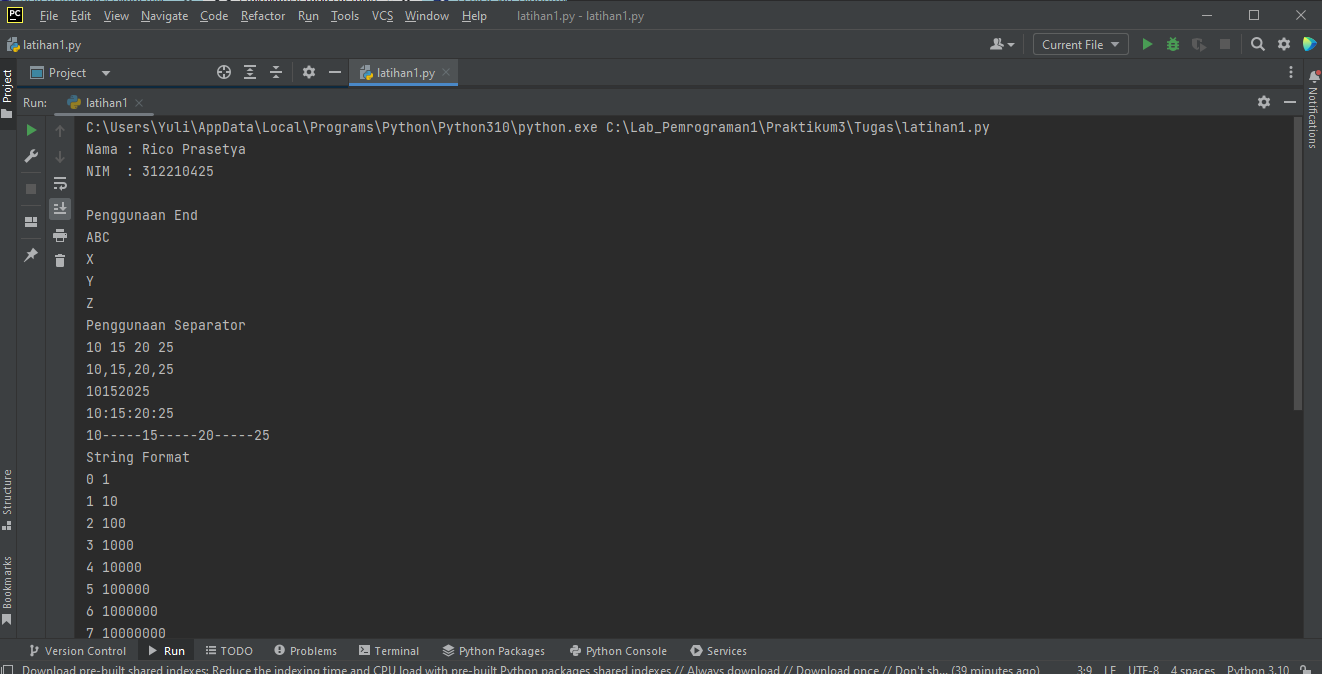 PC File Edit View Navigate Code Refactor Run Tools VCS Window Help latihan1.py - latihan1.py
latihan1.py Current File
Project latihan1.py
Project
Notifications
Run: latihan1
C:\Users\Yuli\AppData\Local\Programs\Python\Python310\python.exe C:\Lab_Pemrograman1\Praktikum3\Tugas\latihan1.py
Nama : Rico Prasetya
NIM  : 312210425
Penggunaan End
ABC
X
Y
Z
Penggunaan Separator
10 15 20 25
10,15,20,25
10152025
10:15:20:25
10-----15-----20-----25
String Format
0 1
1 10
2 100
3 1000
4 10000
5 100000
6 1000000
7 10000000
Structure
Bookmarks
Version Control Run TODO Problems Terminal Python Packages Python Console Services
Download pre-built shared indexes: Reduce the indexing time and CPU load with pre-built Python packages shared indexes // Always download // Download once // Don't sh... (39 minutes ago) 3:9 LF UTF-8 4 spaces Python 3.10